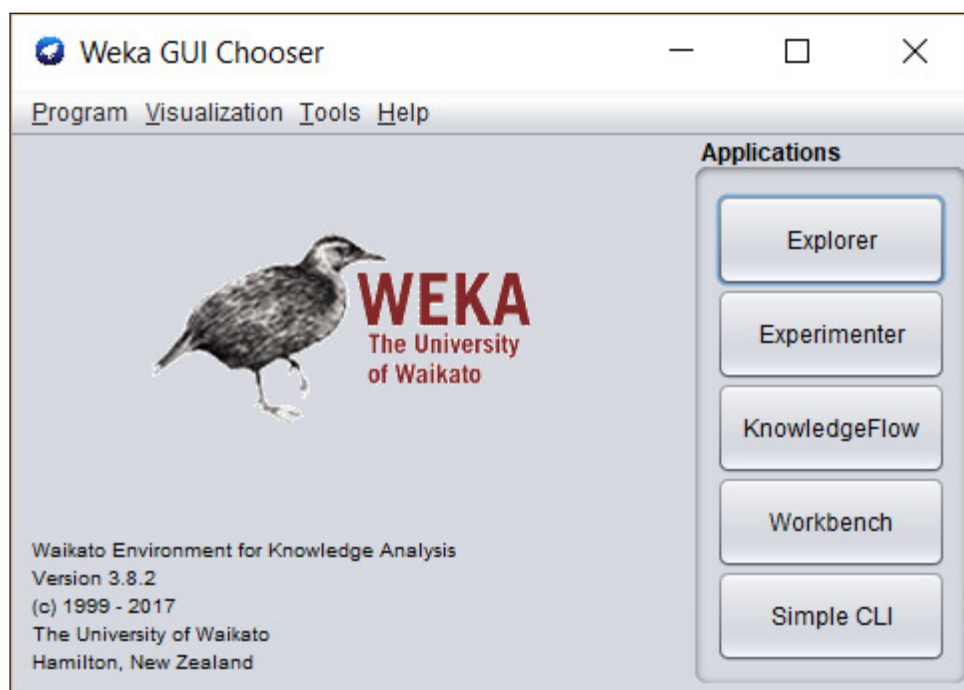 Weka GUI Chooser
Program Visualization Tools Help
Applications
Explorer
Experimenter
KnowledgeFlow
Workbench
Simple CLI
WEKA
The University
of Waikato
Waikato Environment for Knowledge Analysis
Version 3.8.2
(c) 1999 - 2017
The University of Waikato
Hamilton, New Zealand